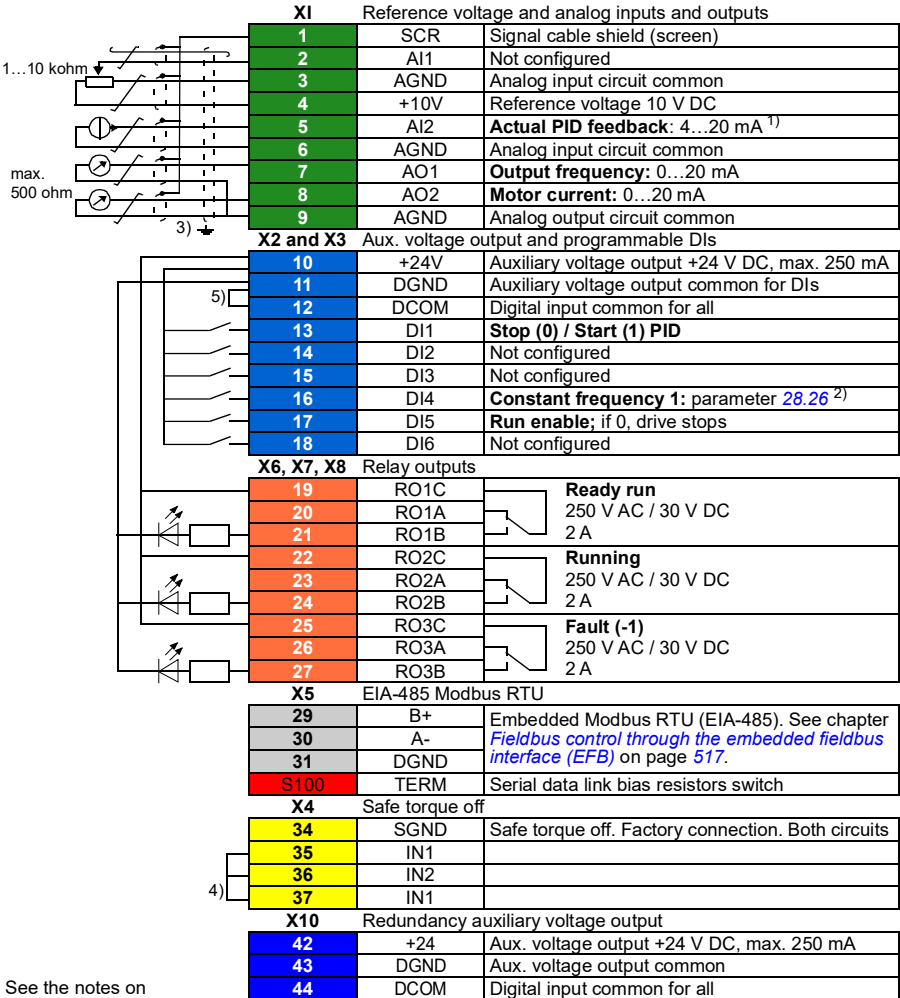 XI Reference voltage and analog inputs and outputs
1 SCR Signal cable shield (screen)
2 AI1 Not configured
1…10 kohm
3 AGND Analog input circuit common
4 +10V Reference voltage 10 V DC
5 AI2 Actual PID feedback: 4…20 mA 1)
6 AGND Analog input circuit common
max.
500 ohm
7 AO1 Output frequency: 0…20 mA
8 AO2 Motor current: 0…20 mA
9 AGND Analog output circuit common
3)
X2 and X3 Aux. voltage output and programmable DIs
10 +24V Auxiliary voltage output +24 V DC, max. 250 mA
11 DGND Auxiliary voltage output common for DIs
5)
12 DCOM Digital input common for all
13 DI1 Stop (0) / Start (1) PID
14 DI2 Not configured
15 DI3 Not configured
16 DI4 Constant frequency 1: parameter 28.26 2)
17 DI5 Run enable; if 0, drive stops
18 DI6 Not configured
X6, X7, X8 Relay outputs
19 RO1C Ready run
20 RO1A 250 V AC / 30 V DC
21 RO1B 2 A
22 RO2C Running
23 RO2A 250 V AC / 30 V DC
24 RO2B 2 A
25 RO3C Fault (-1)
26 RO3A 250 V AC / 30 V DC
27 RO3B 2 A
X5 EIA-485 Modbus RTU
29 B+ Embedded Modbus RTU (EIA-485). See chapter
30 A- Fieldbus control through the embedded fieldbus
31 DGND interface (EFB) on page 517.
S100 TERM Serial data link bias resistors switch
X4 Safe torque off
34 SGND Safe torque off. Factory connection. Both circuits
35 IN1
36 IN2
4)
37 IN1
X10 Redundancy auxiliary voltage output
42 +24 Aux. voltage output +24 V DC, max. 250 mA
43 DGND Aux. voltage output common
44 DCOM Digital input common for all
See the notes on